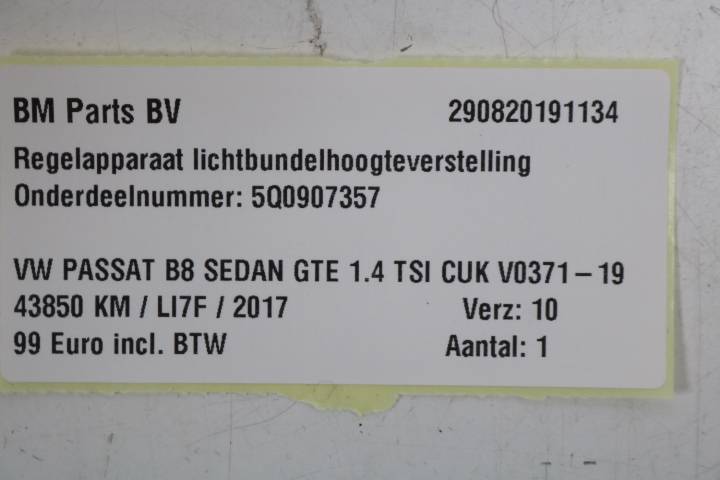 BM Parts BV 290820191134
Regelapparaat lichtbundelhoogteverstelling
Onderdeelnummer: 5Q0907357
VW PASSAT B8 SEDAN GTE 1.4 TSI CUK V0371-19
43850 KM / LI7F / 2017 Verz: 10
99 Euro incl. BTW Aantal: 1